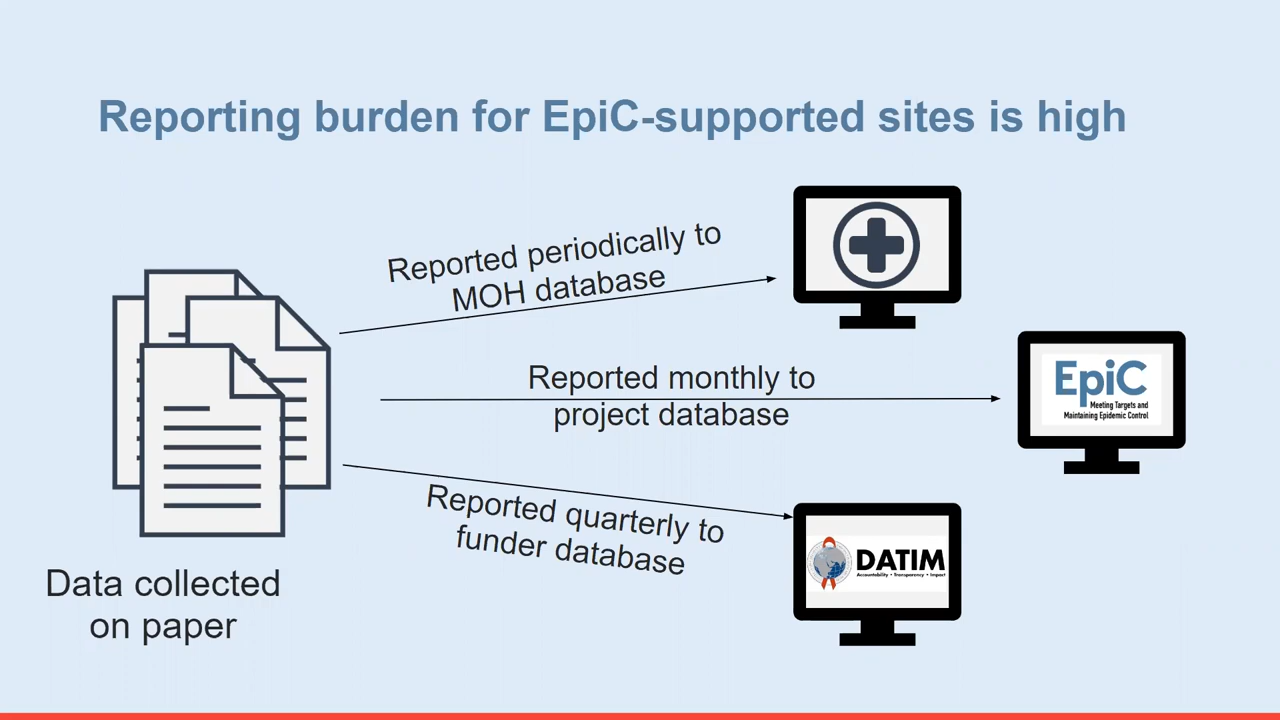 Reporting burden for EpiC-supported sites is high
Reported periodically to
MOH database
Reported monthly to
project database
EpiC
Meeting Targets and
Maintaining Epidemic Control
Reported quarterly to
funder database
DATIM
Accountability • Transparency • Impact
Data collected
on paper